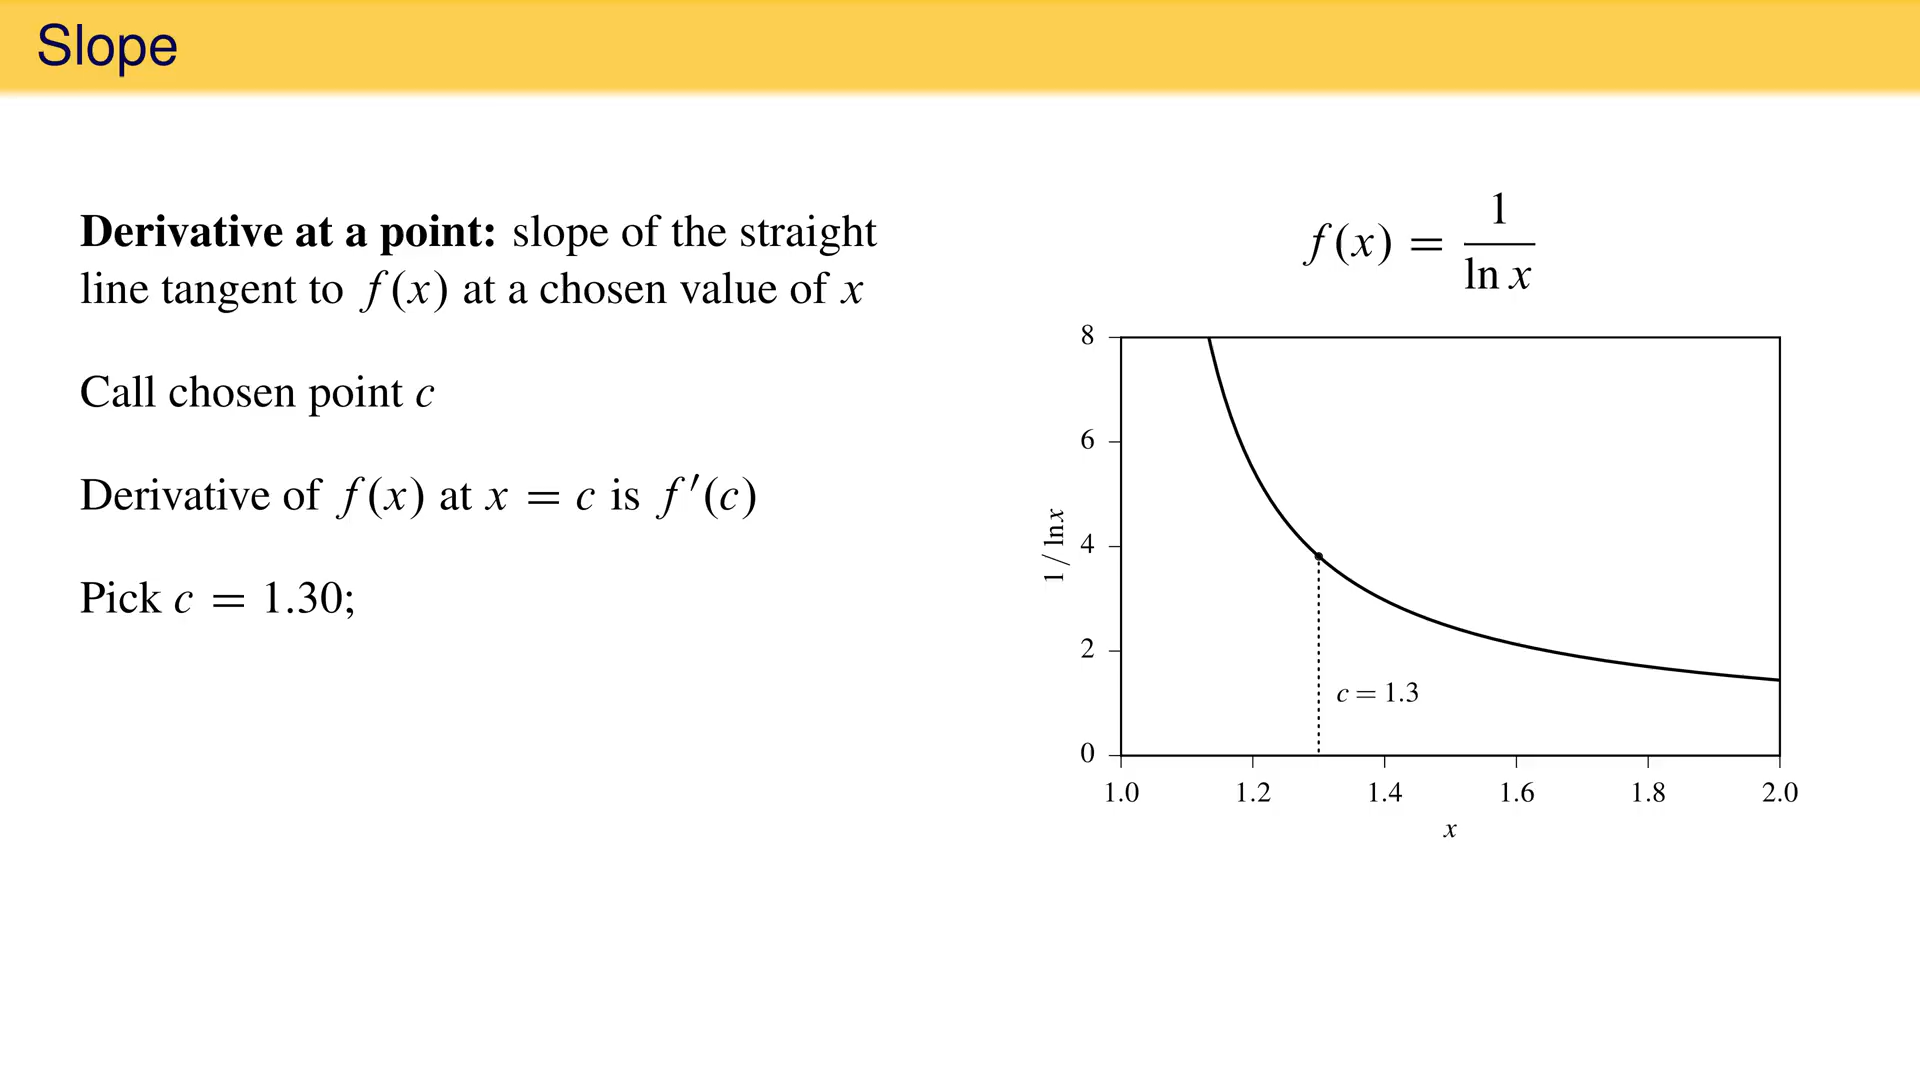 Slope
Derivative at a point: slope of the straight
line tangent to f(x) at a chosen value of x
Call chosen point c
Derivative of f(x) at x = c is f′(c)
Pick c = 1.30;
f(x) = 1 / ln x
8
6
4
2
0
1 / ln x
c = 1.3
1.0 1.2 1.4 1.6 1.8 2.0
x